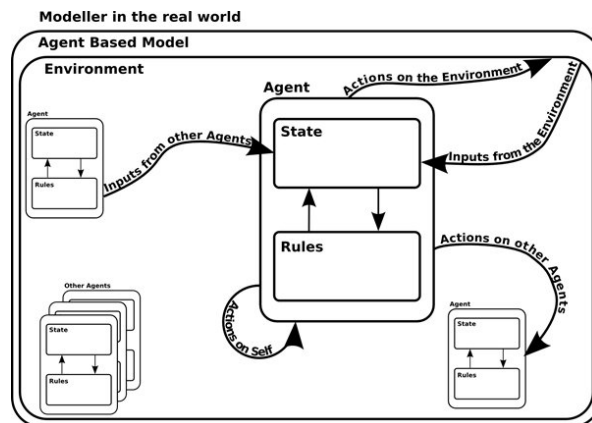 Modeller in the real world
Agent Based Model
Environment
Agent
State
Rules
Inputs from other Agents
Agent
State
Rules
Actions on the Environment
Inputs from the Environment
Actions on other Agents
Actions on Self
Other Agents
State
Rules
Agent
State
Rules